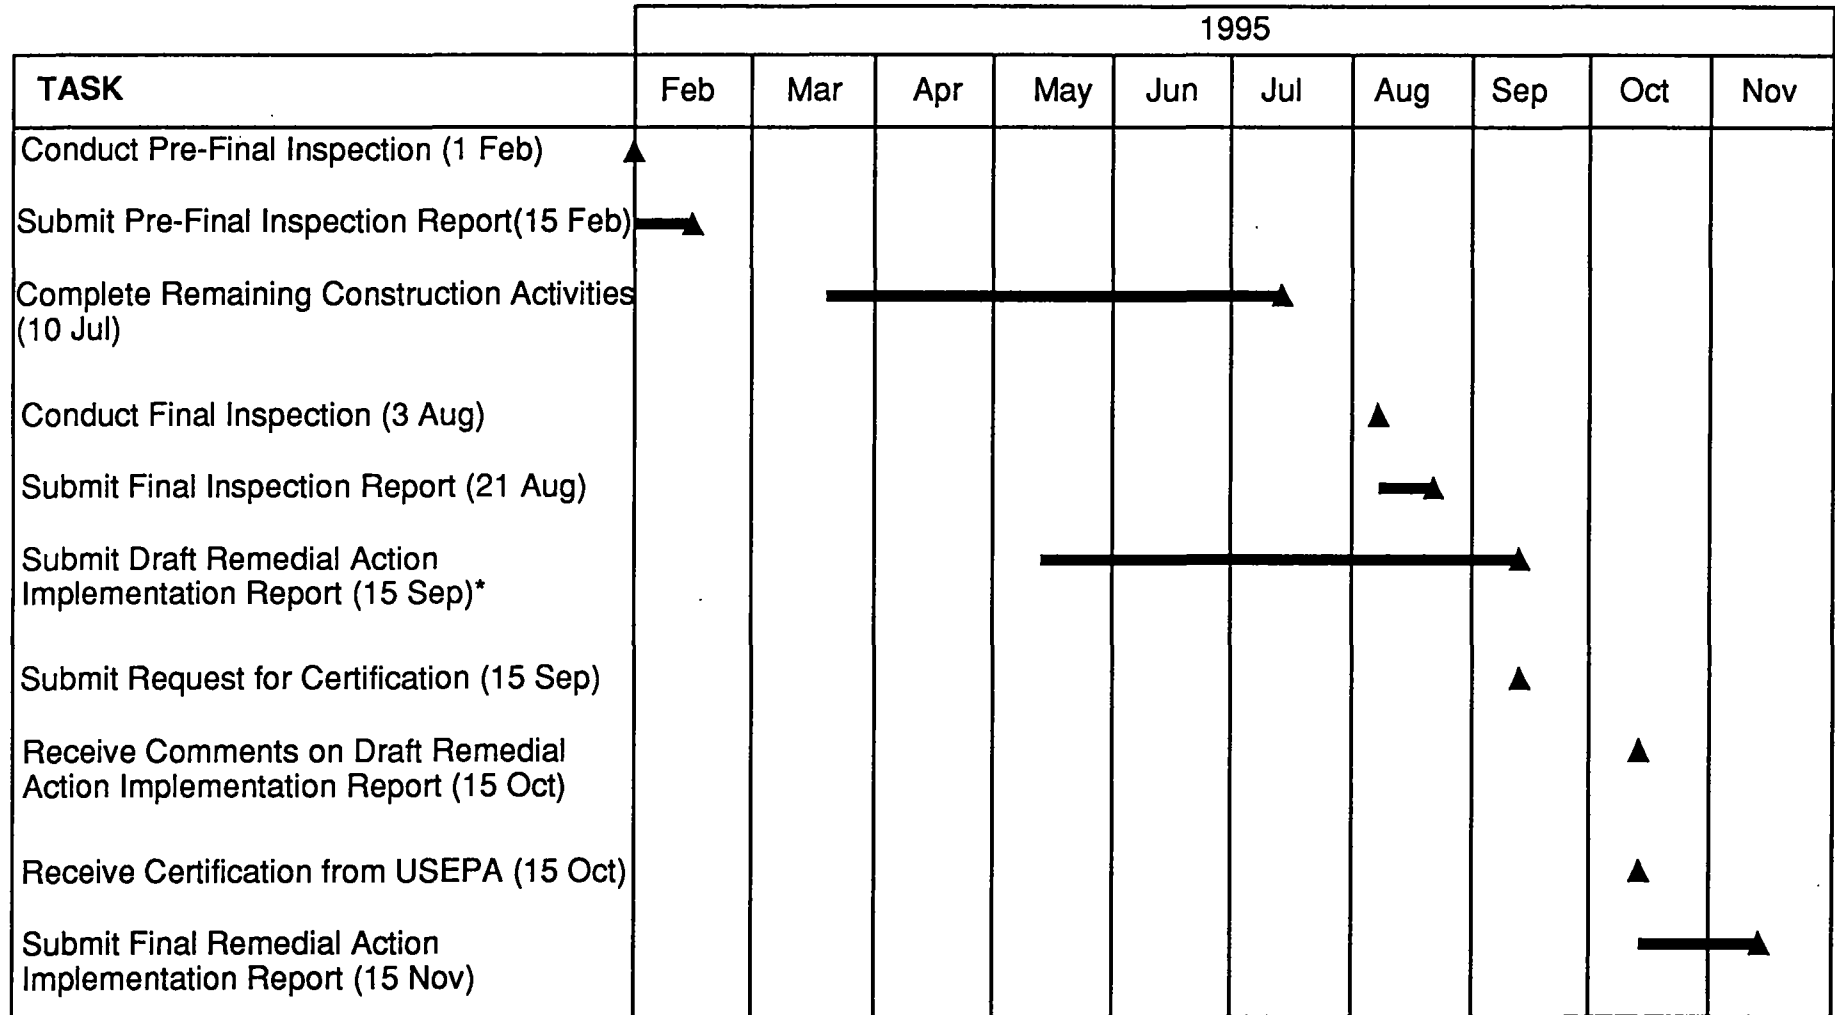 1995
TASK Feb Mar Apr May Jun Jul Aug Sep Oct Nov
Conduct Pre-Final Inspection (1 Feb)
Submit Pre-Final Inspection Report(15 Feb)
Complete Remaining Construction Activities
(10 Jul)
Conduct Final Inspection (3 Aug)
Submit Final Inspection Report (21 Aug)
Submit Draft Remedial Action
Implementation Report (15 Sep)*
Submit Request for Certification (15 Sep)
Receive Comments on Draft Remedial
Action Implementation Report (15 Oct)
Receive Certification from USEPA (15 Oct)
Submit Final Remedial Action
Implementation Report (15 Nov)